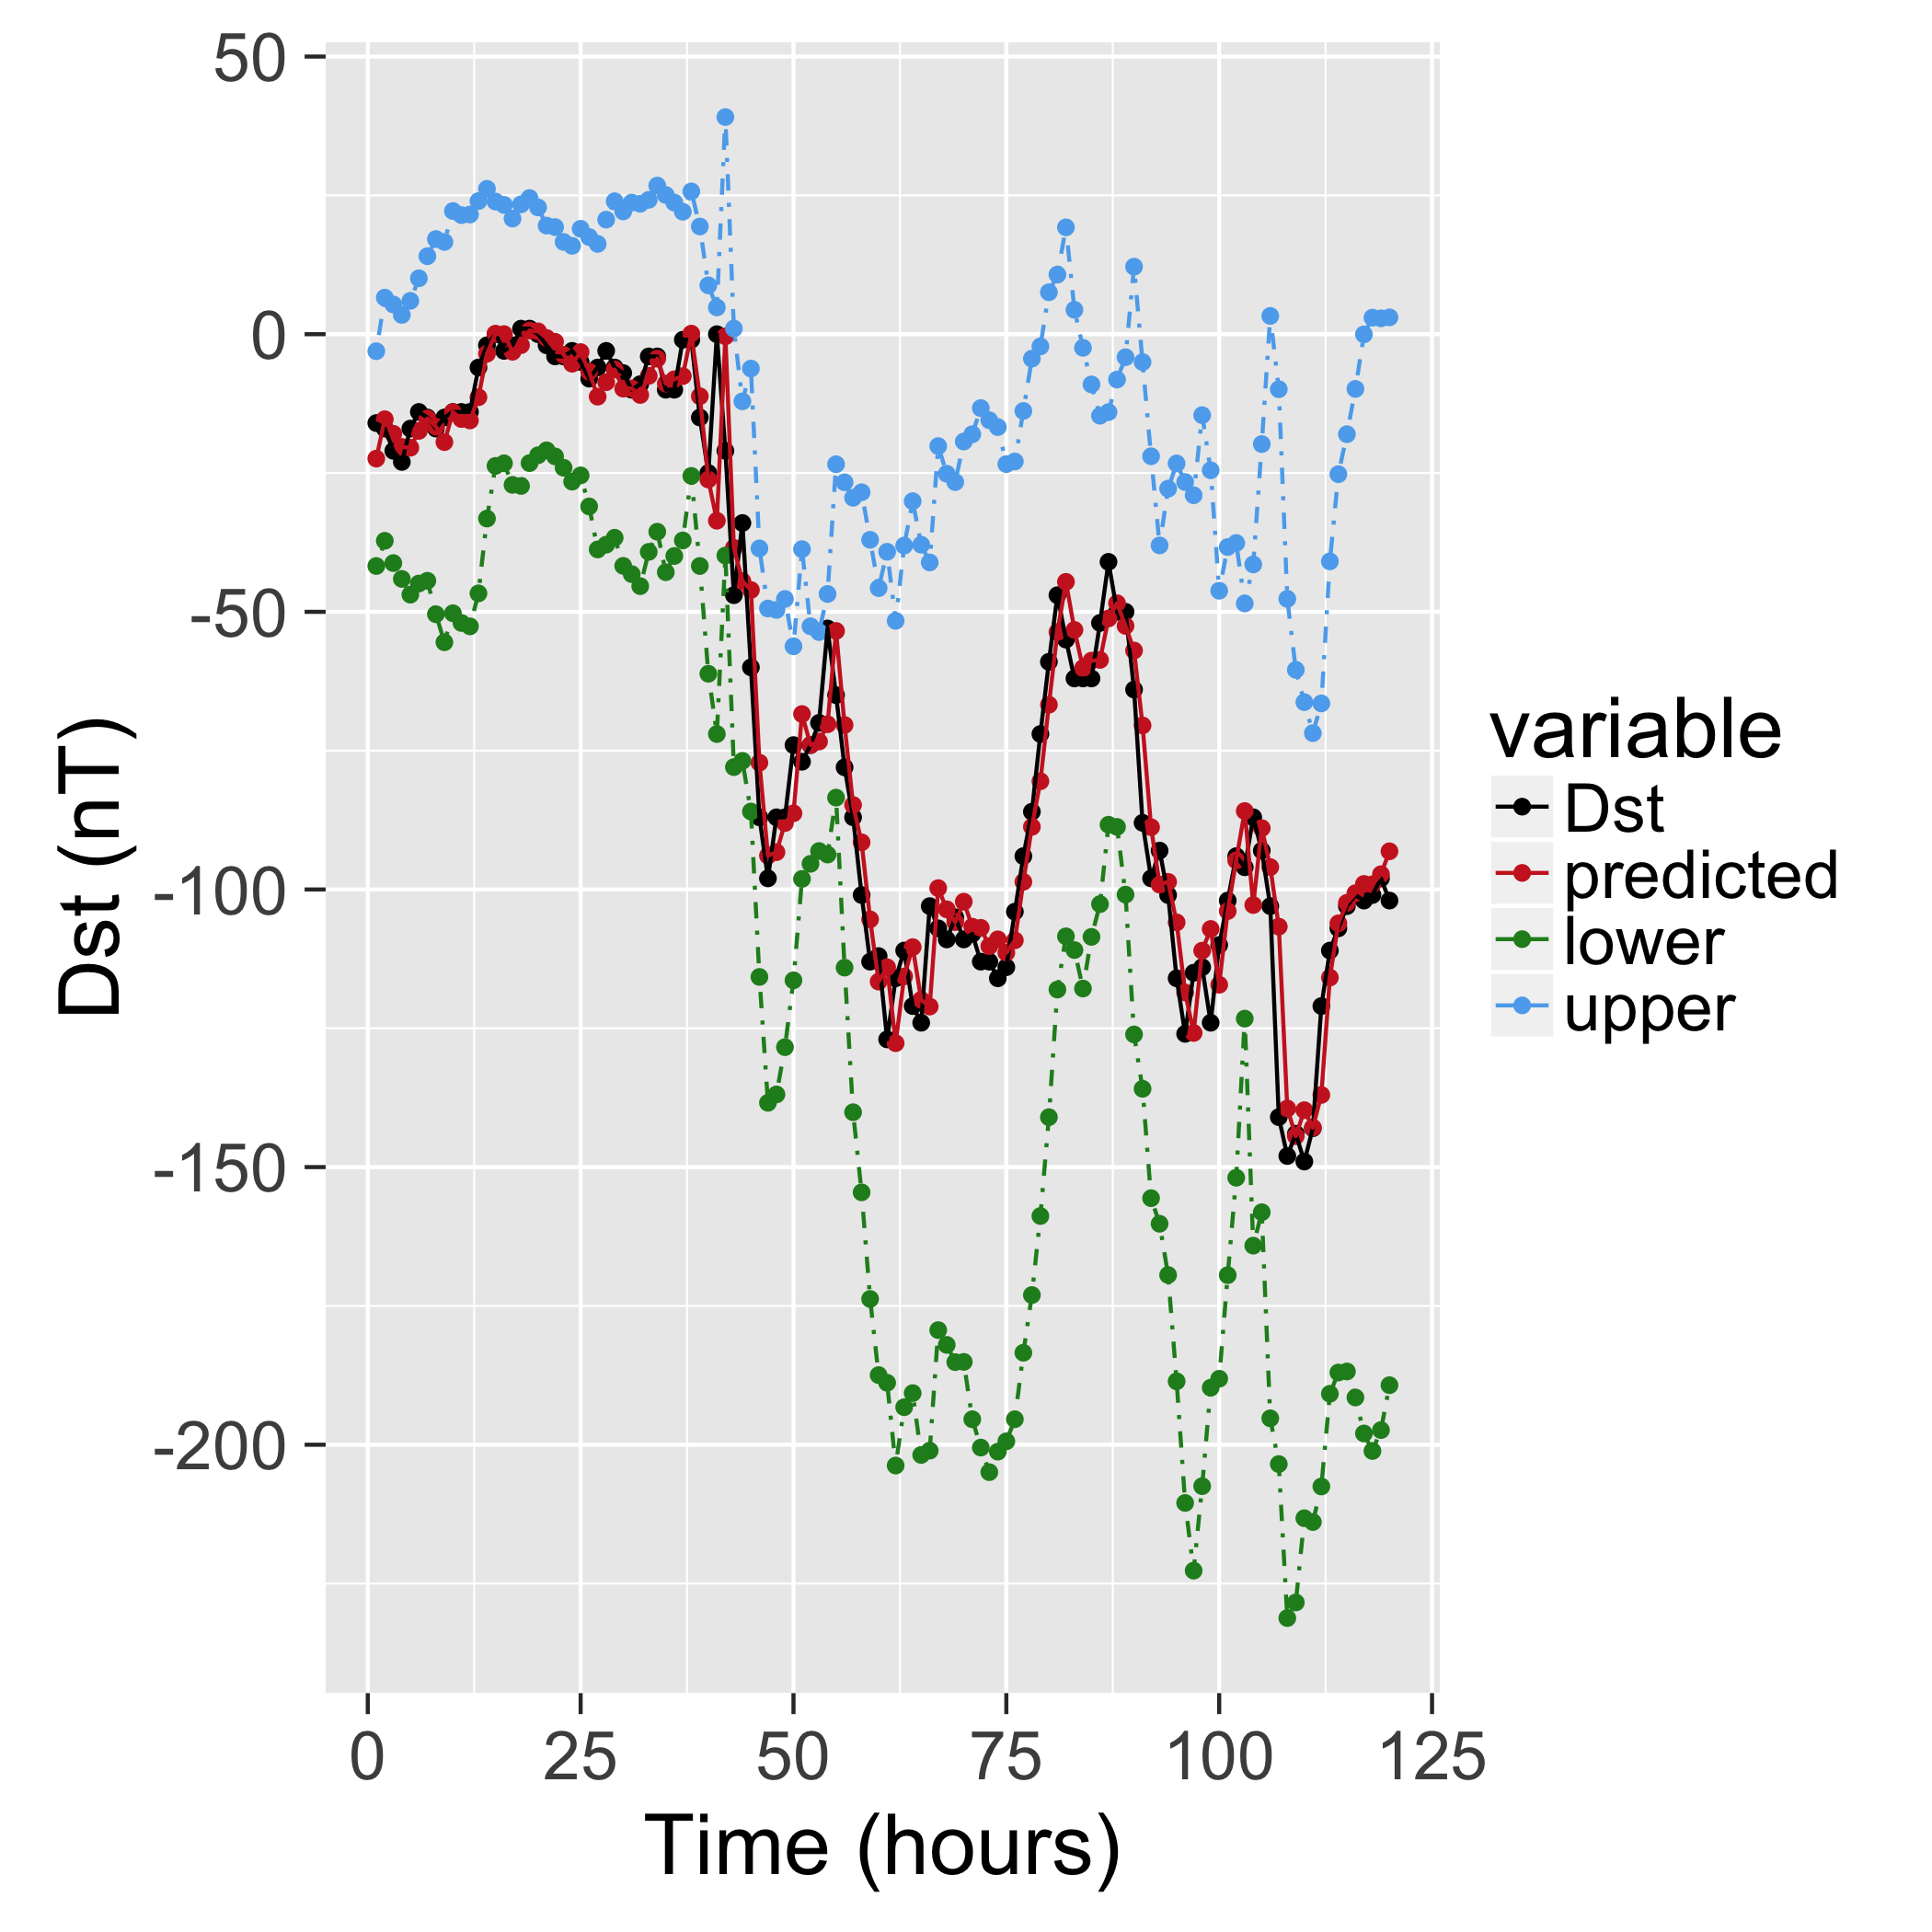 50
0
-50
-100
-150
-200
Dst (nT)
0 25 50 75 100 125
Time (hours)
variable
Dst
predicted
lower
upper